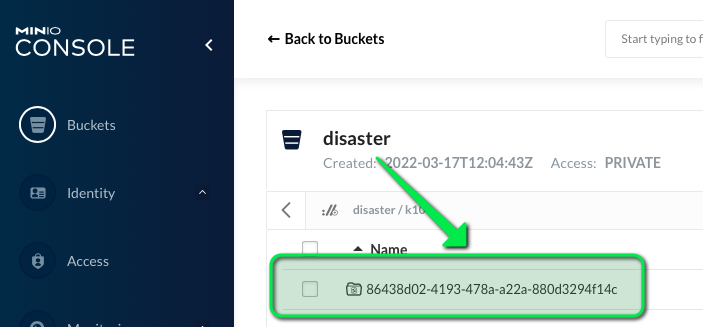 MINIO
CONSOLE
← Back to Buckets
Start typing to f
Buckets
disaster
Created: 2022-03-17T12:04:43Z Access: PRIVATE
Identity
disaster / k10
Name
Access
86438d02-4193-478a-a22a-880d3294f14c